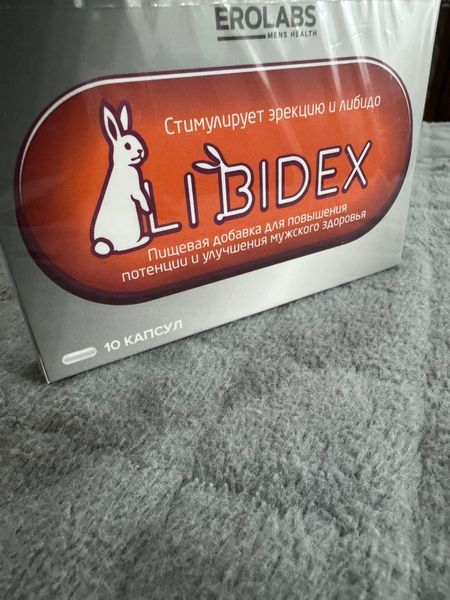 EROLABS
MENS HEALTH
Стимулирует эрекцию и либидо
LIBIDEX
Пищевая добавка для повышения
потенции и улучшения мужского здоровья
10 КАПСУЛ